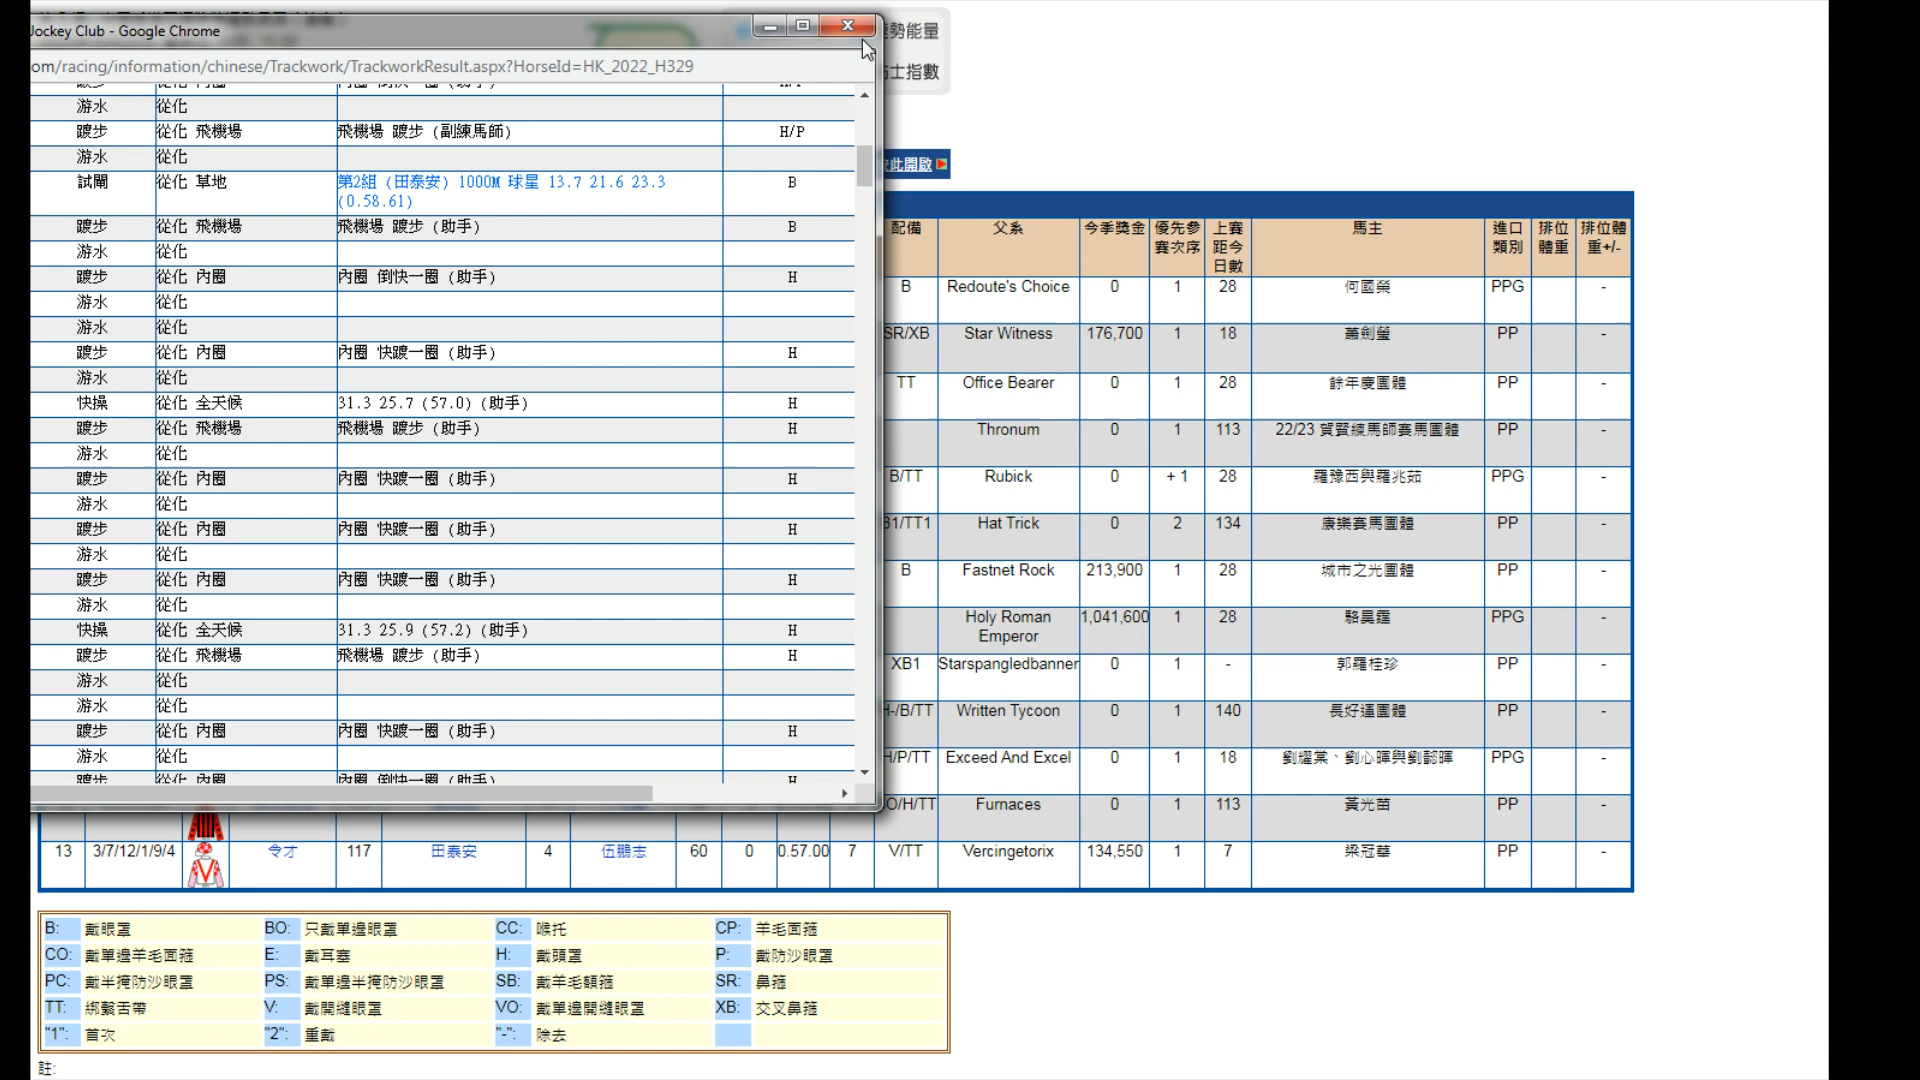 Jockey Club - Google Chrome
om/racing/information/chinese/Trackwork/TrackworkResult.aspx?HorseId=HK_2022_H329
勢能量
士指數
此開啟
游水 從化
踱步 從化 飛機場 飛機場 踱步 (副練馬師) H/P
游水 從化
試閘 從化 草地 第2組 (田泰安) 1000M 球星 13.7 21.6 23.3 (0.58.61) B
踱步 從化 飛機場 飛機場 踱步 (助手) B
游水 從化
踱步 從化 內圈 內圈 倒快一圈 (助手) H
游水 從化
游水 從化
踱步 從化 內圈 內圈 快踱一圈 (助手) H
游水 從化
快操 從化 全天候 31.3 25.7 (57.0) (助手) H
踱步 從化 飛機場 飛機場 踱步 (助手) H
游水 從化
踱步 從化 內圈 內圈 快踱一圈 (助手) H
游水 從化
踱步 從化 內圈 內圈 快踱一圈 (助手) H
游水 從化
踱步 從化 內圈 內圈 快踱一圈 (助手) H
游水 從化
快操 從化 全天候 31.3 25.9 (57.2) (助手) H
踱步 從化 飛機場 飛機場 踱步 (助手) H
游水 從化
游水 從化
踱步 從化 內圈 內圈 快踱一圈 (助手) H
游水 從化
踱步 從化 內圈 內圈 倒快一圈 (助手) H
配備 父系 今季獎金 優先參賽次序 上賽距今日數 馬主 進口類別 排位體重 排位體重+/-
B Redoute's Choice 0 1 28 何國榮 PPG -
SR/XB Star Witness 176,700 1 18 蕭劍瑩 PP -
TT Office Bearer 0 1 28 餘年慶團體 PP -
Thronum 0 1 113 22/23 賀賢練馬師賽馬團體 PP -
B/TT Rubick 0 + 1 28 羅豫西與羅兆茹 PPG -
B1/TT1 Hat Trick 0 2 134 康樂賽馬團體 PP -
B Fastnet Rock 213,900 1 28 城市之光團體 PP -
Holy Roman Emperor 1,041,600 1 28 駱昊霆 PPG -
XB1 Starspangledbanner 0 1 - 郭羅桂珍 PP -
H-/B/TT Written Tycoon 0 1 140 長好運團體 PP -
H/P/TT Exceed And Excel 0 1 18 劉耀棠、劉心暉與劉懿暉 PPG -
O/H/TT Furnaces 0 1 113 黃光苗 PP -
13 3/7/12/1/9/4 令才 117 田泰安 4 伍鵬志 60 0 0.57.00 7 V/TT Vercingetorix 134,550 1 7 梁冠華 PP -
B: 戴眼罩 BO: 只戴單邊眼罩 CC: 喉托 CP: 羊毛面箍
CO: 戴單邊羊毛面箍 E: 戴耳塞 H: 戴頭罩 P: 戴防沙眼罩
PC: 戴半掩防沙眼罩 PS: 戴單邊半掩防沙眼罩 SB: 戴羊毛額箍 SR: 鼻箍
TT: 綁繫舌帶 V: 戴開縫眼罩 VO: 戴單邊開縫眼罩 XB: 交叉鼻箍
"1": 首次 "2": 重戴 "-": 除去
註: